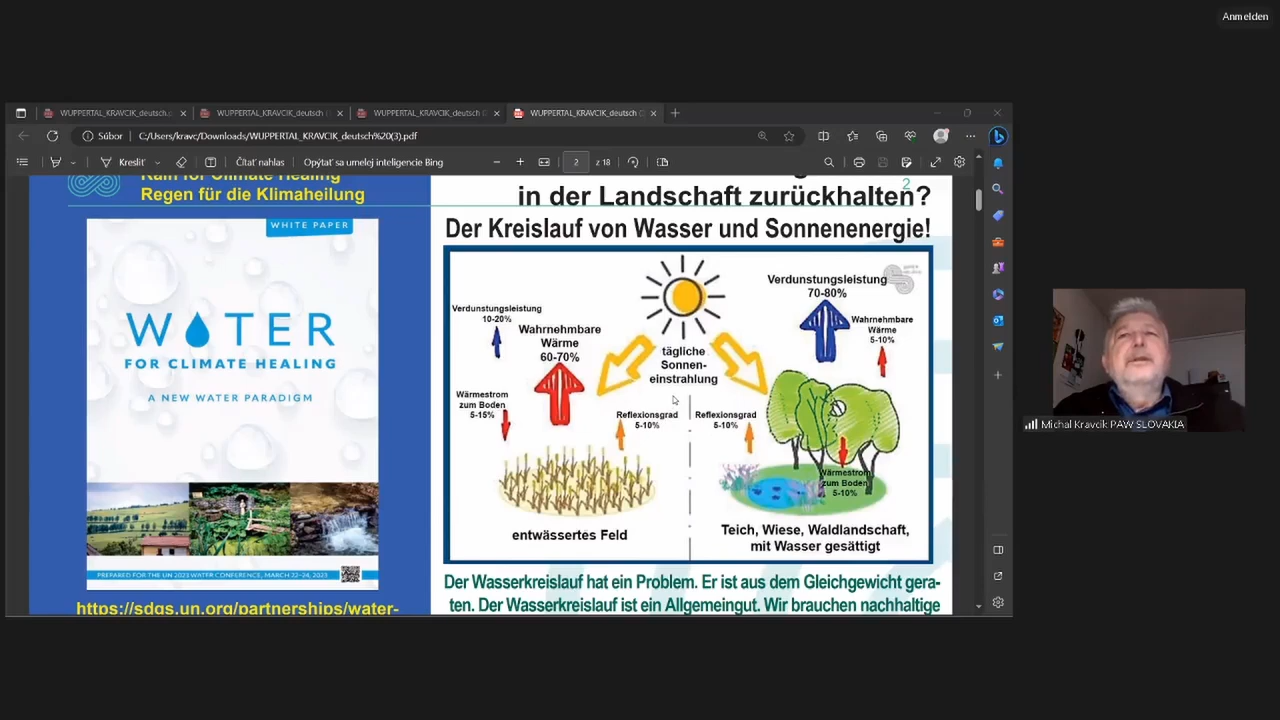 Anmelden
WUPPERTAL_KRAVCIK_deutsch.p
WUPPERTAL_KRAVCIK_deutsch (
WUPPERTAL_KRAVCIK_deutsch (
WUPPERTAL_KRAVCIK_deutsch (
Súbor
C:/Users/kravc/Downloads/WUPPERTAL_KRAVCIK_deutsch%20(3).pdf
Kresliť
Čítať nahlas
Opýtať sa umelej inteligencie Bing
2
z 18
Rain for Climate Healing
Regen für die Klimaheilung
WHITE PAPER
WATER
FOR CLIMATE HEALING
A NEW WATER PARADIGM
PREPARED FOR THE UN 2023 WATER CONFERENCE, MARCH 22–24, 2023
https://sdgs.un.org/partnerships/water-
2
in der Landschaft zurückhalten?
Der Kreislauf von Wasser und Sonnenenergie!
Verdunstungsleistung
10-20%
Wahrnehmbare
Wärme
60-70%
Wärmestrom
zum Boden
5-15%
Reflexionsgrad
5-10%
entwässertes Feld
tägliche
Sonnen-
einstrahlung
Verdunstungsleistung
70-80%
Wahrnehmbare
Wärme
5-10%
Reflexionsgrad
5-10%
Wärmestrom
zum Boden
5-10%
Teich, Wiese, Waldlandschaft,
mit Wasser gesättigt
Der Wasserkreislauf hat ein Problem. Er ist aus dem Gleichgewicht gera-
ten. Der Wasserkreislauf ist ein Allgemeingut. Wir brauchen nachhaltige
Michal Kravcik PAW SLOVAKIA